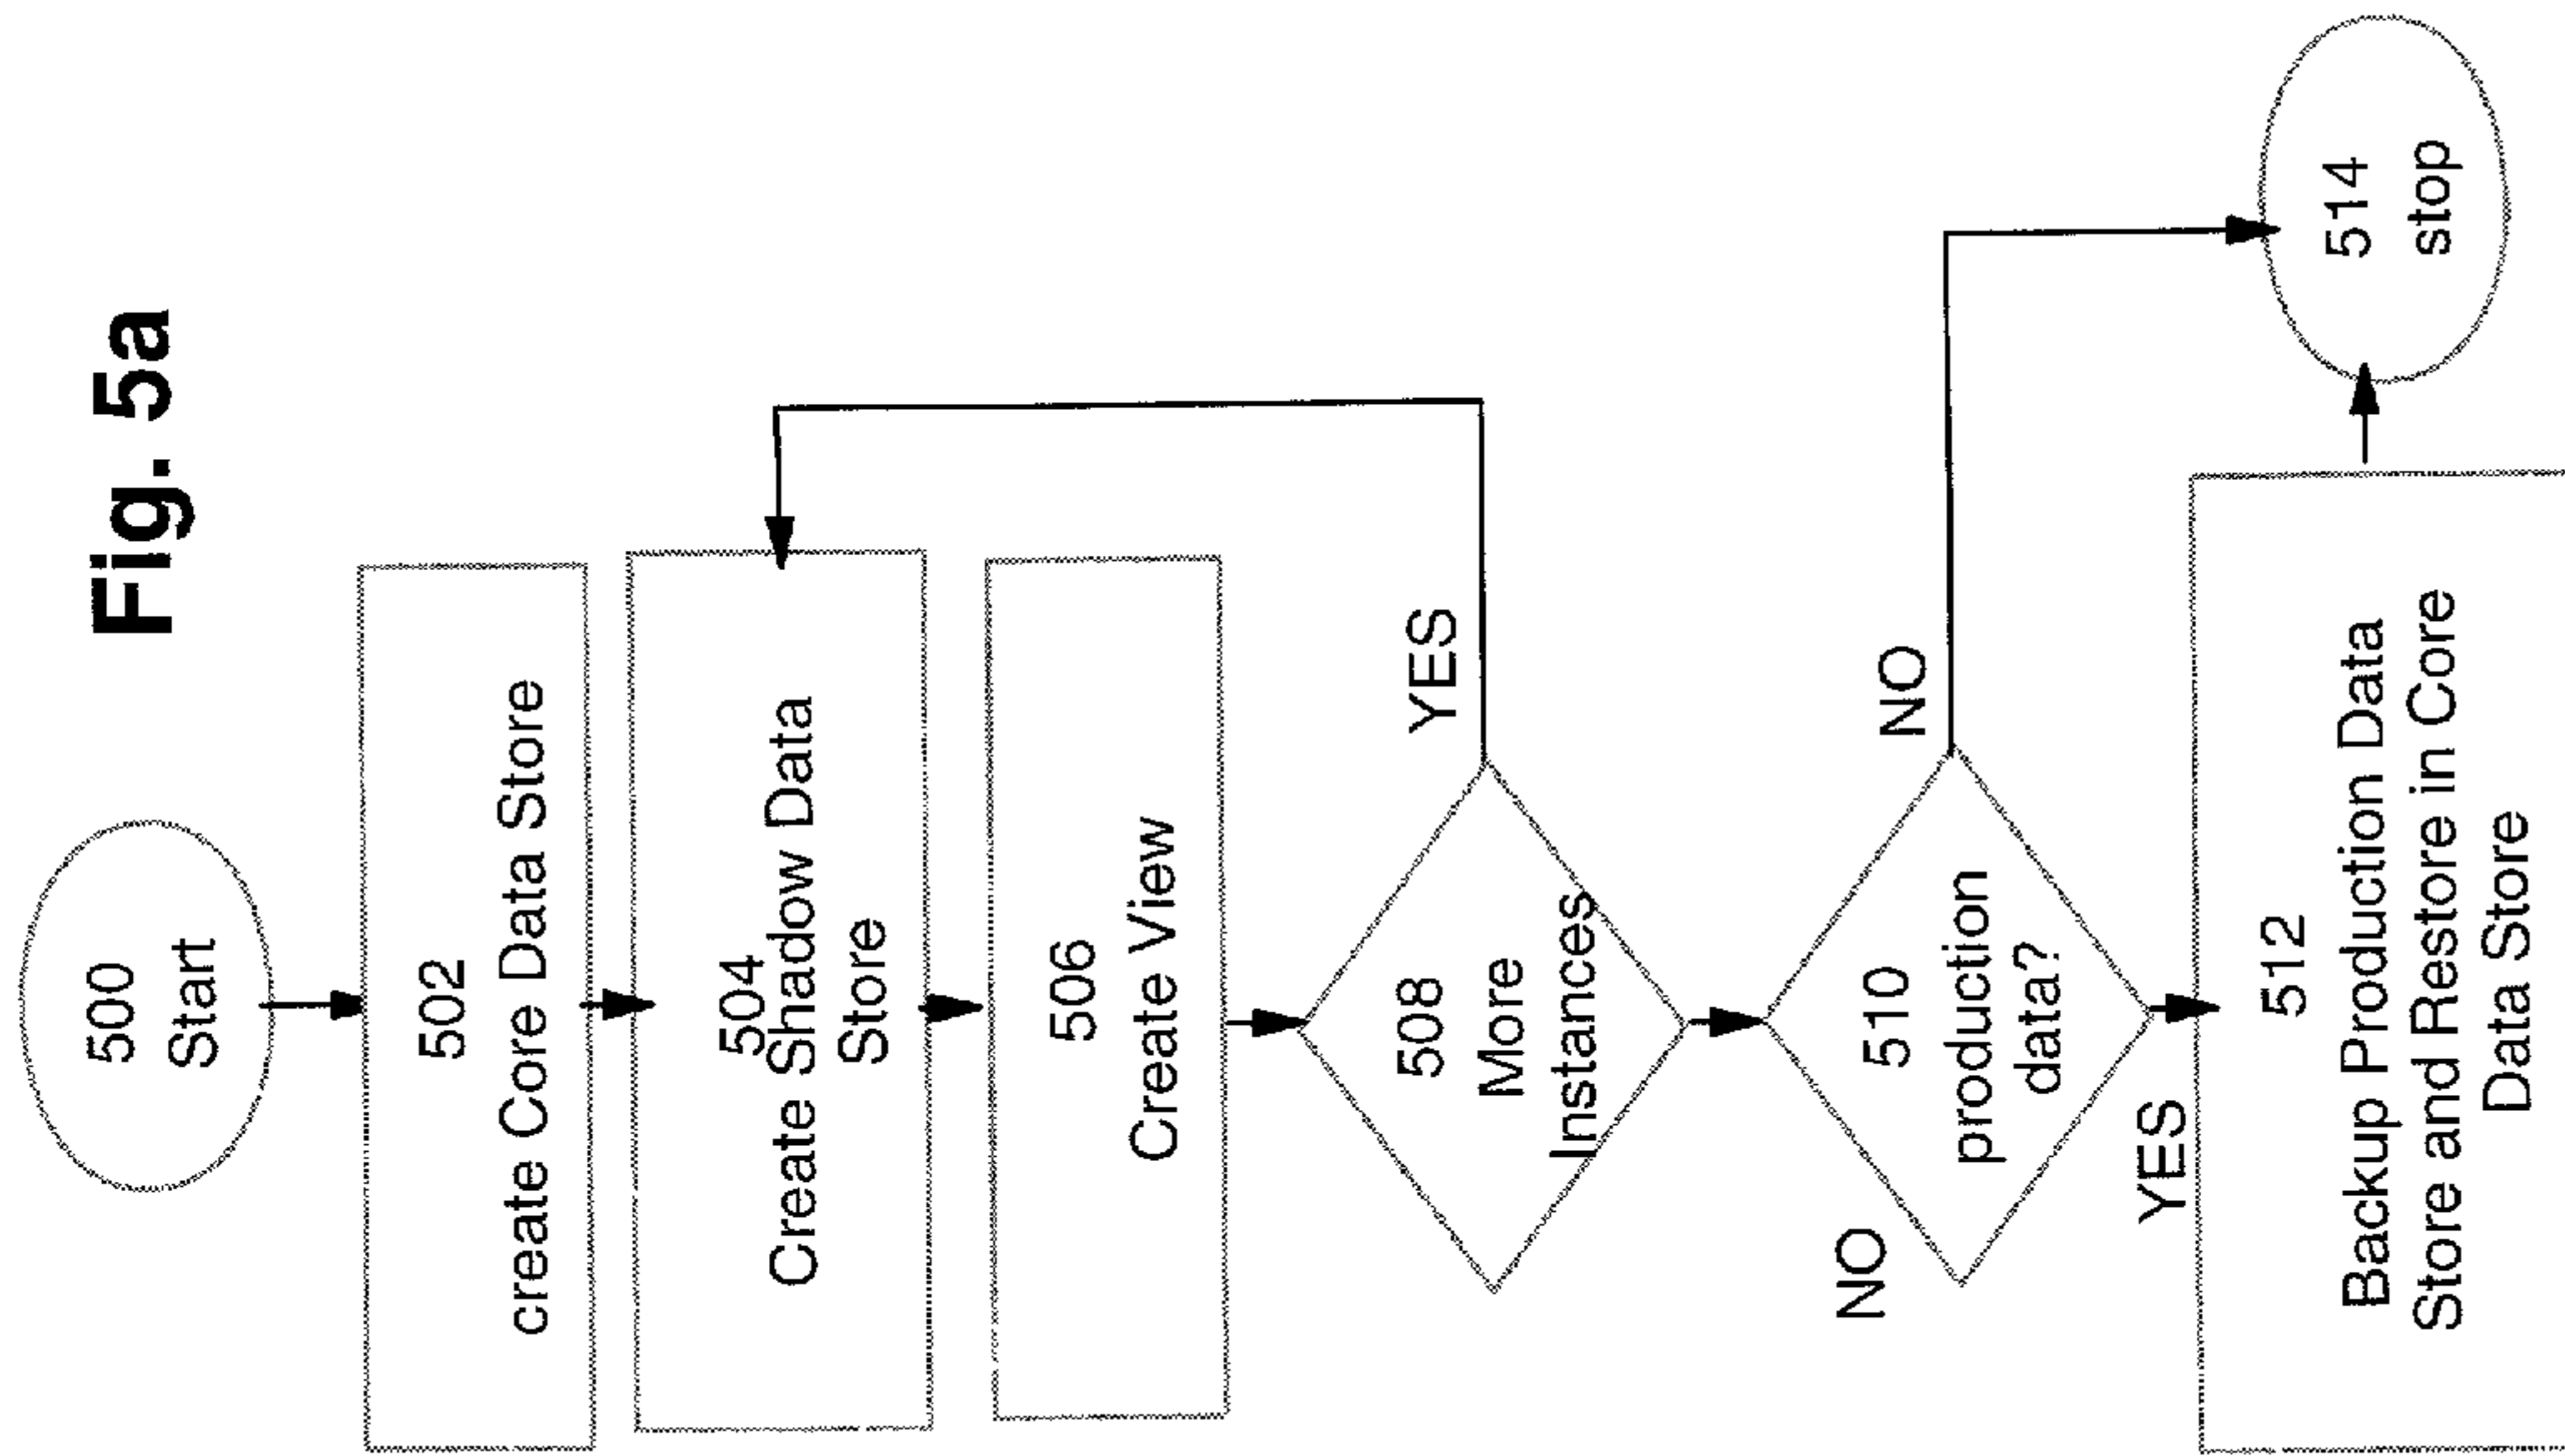 Fig. 5a
500
Start
502
create Core Data Store
504
Create Shadow Data
Store
506
Create View
508
More
Instances
YES
NO
510
production
data?
NO
YES
512
Backup Production Data
Store and Restore in Core
Data Store
514
stop